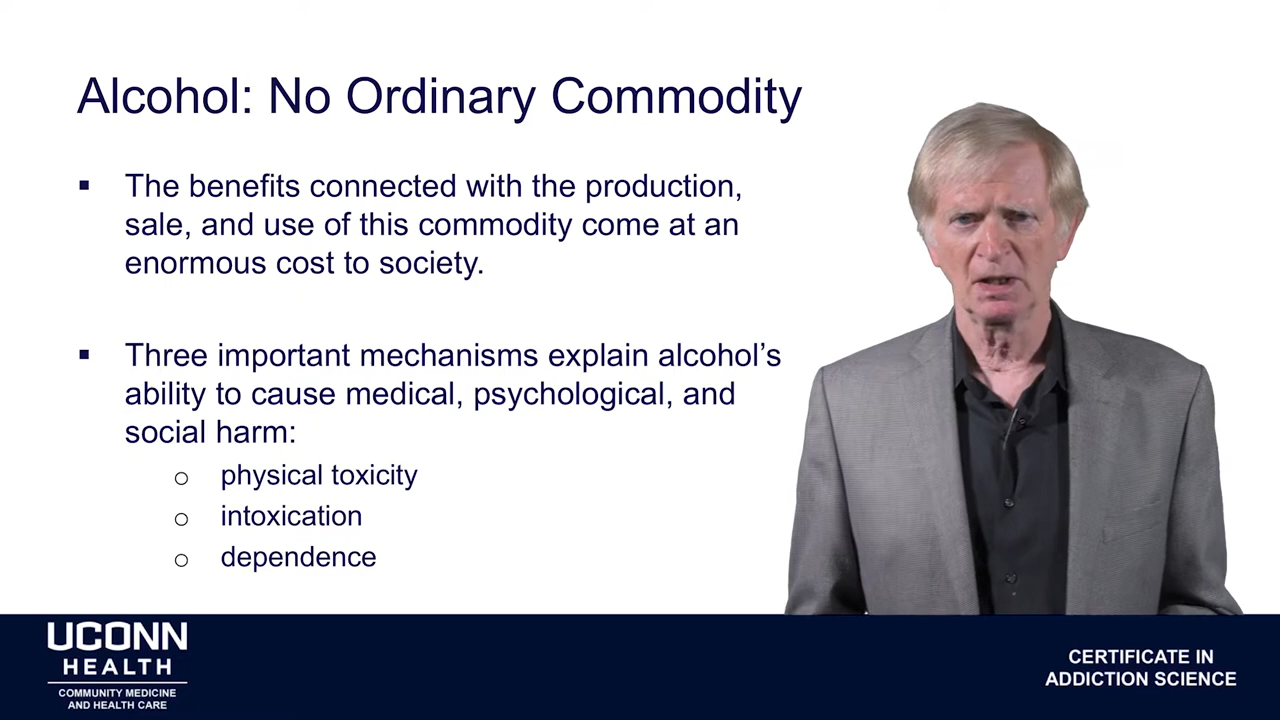 Alcohol: No Ordinary Commodity
▪ The benefits connected with the production,
sale, and use of this commodity come at an
enormous cost to society.
▪ Three important mechanisms explain alcohol’s
ability to cause medical, psychological, and
social harm:
o physical toxicity
o intoxication
o dependence
UCONN
HEALTH
COMMUNITY MEDICINE
AND HEALTH CARE
CERTIFICATE IN
ADDICTION SCIENCE